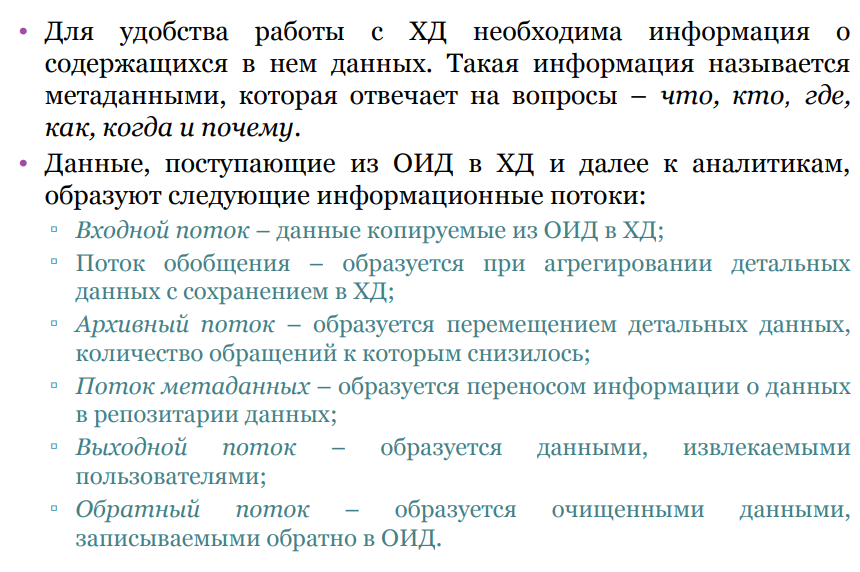 • Для удобства работы с ХД необходима информация о
содержащихся в нем данных. Такая информация называется
метаданными, которая отвечает на вопросы – что, кто, где,
как, когда и почему.
• Данные, поступающие из ОИД в ХД и далее к аналитикам,
образуют следующие информационные потоки:
▫ Входной поток – данные копируемые из ОИД в ХД;
▫ Поток обобщения – образуется при агрегировании детальных
данных с сохранением в ХД;
▫ Архивный поток – образуется перемещением детальных данных,
количество обращений к которым снизилось;
▫ Поток метаданных – образуется переносом информации о данных
в репозитарии данных;
▫ Выходной поток – образуется данными, извлекаемыми
пользователями;
▫ Обратный поток – образуется очищенными данными,
записываемыми обратно в ОИД.